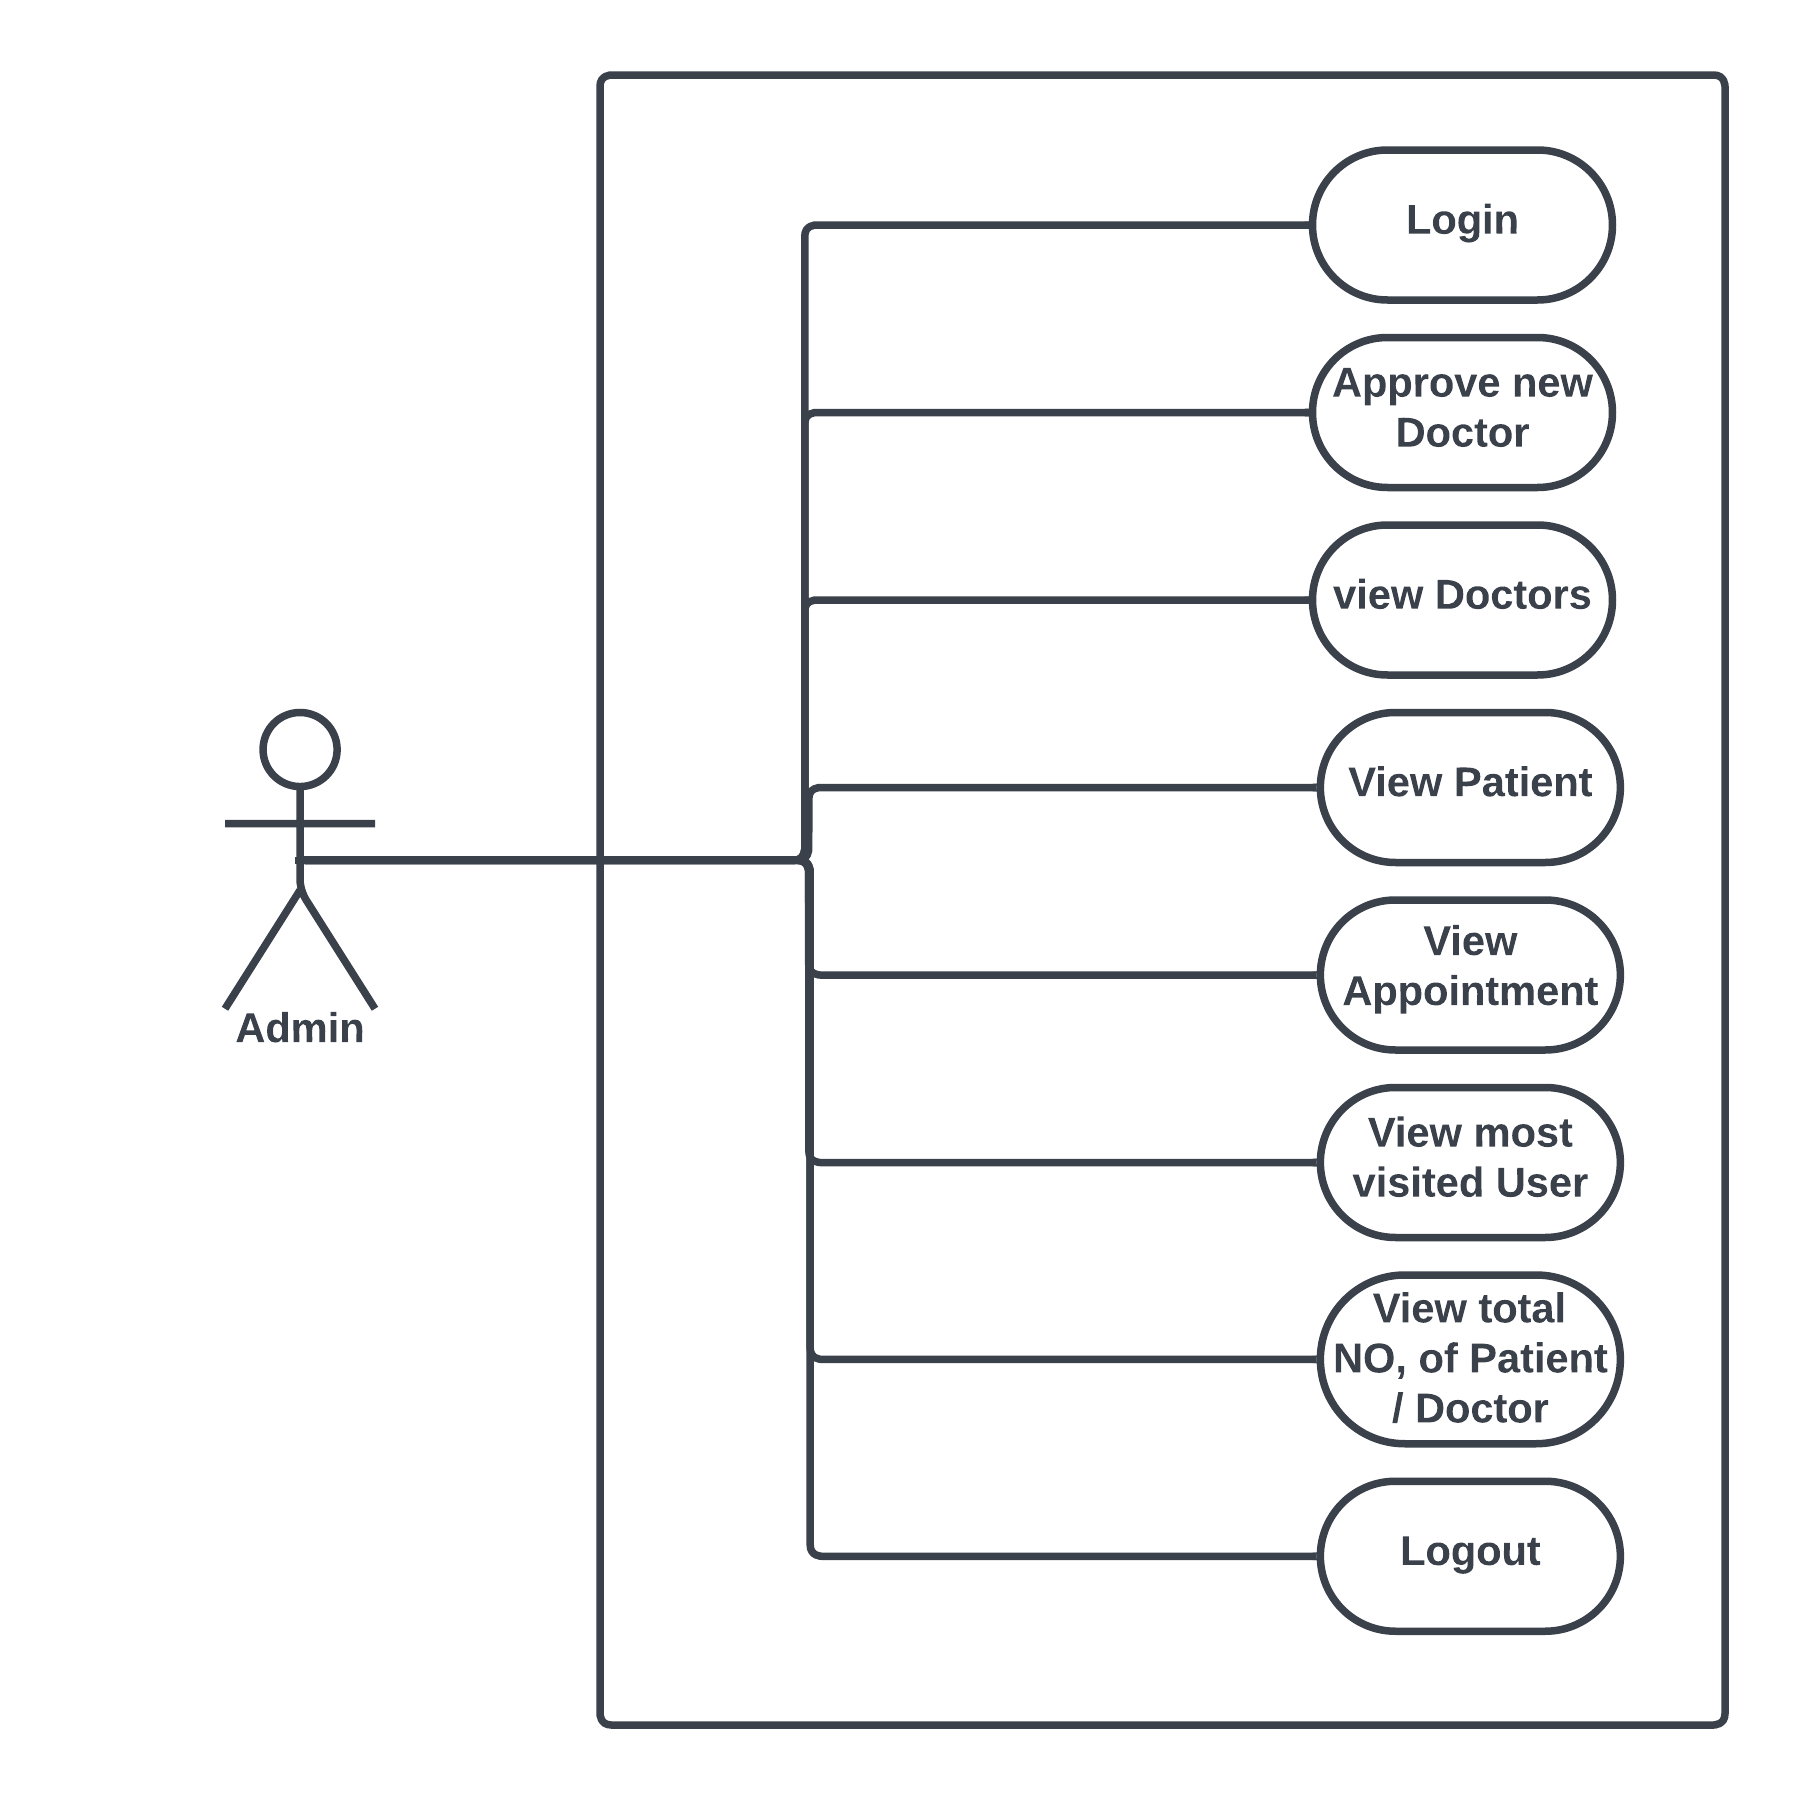 Login
Approve new
Doctor
view Doctors
View Patient
View
Appointment
View most
visited User
View total
NO, of Patient
/ Doctor
Logout
Admin